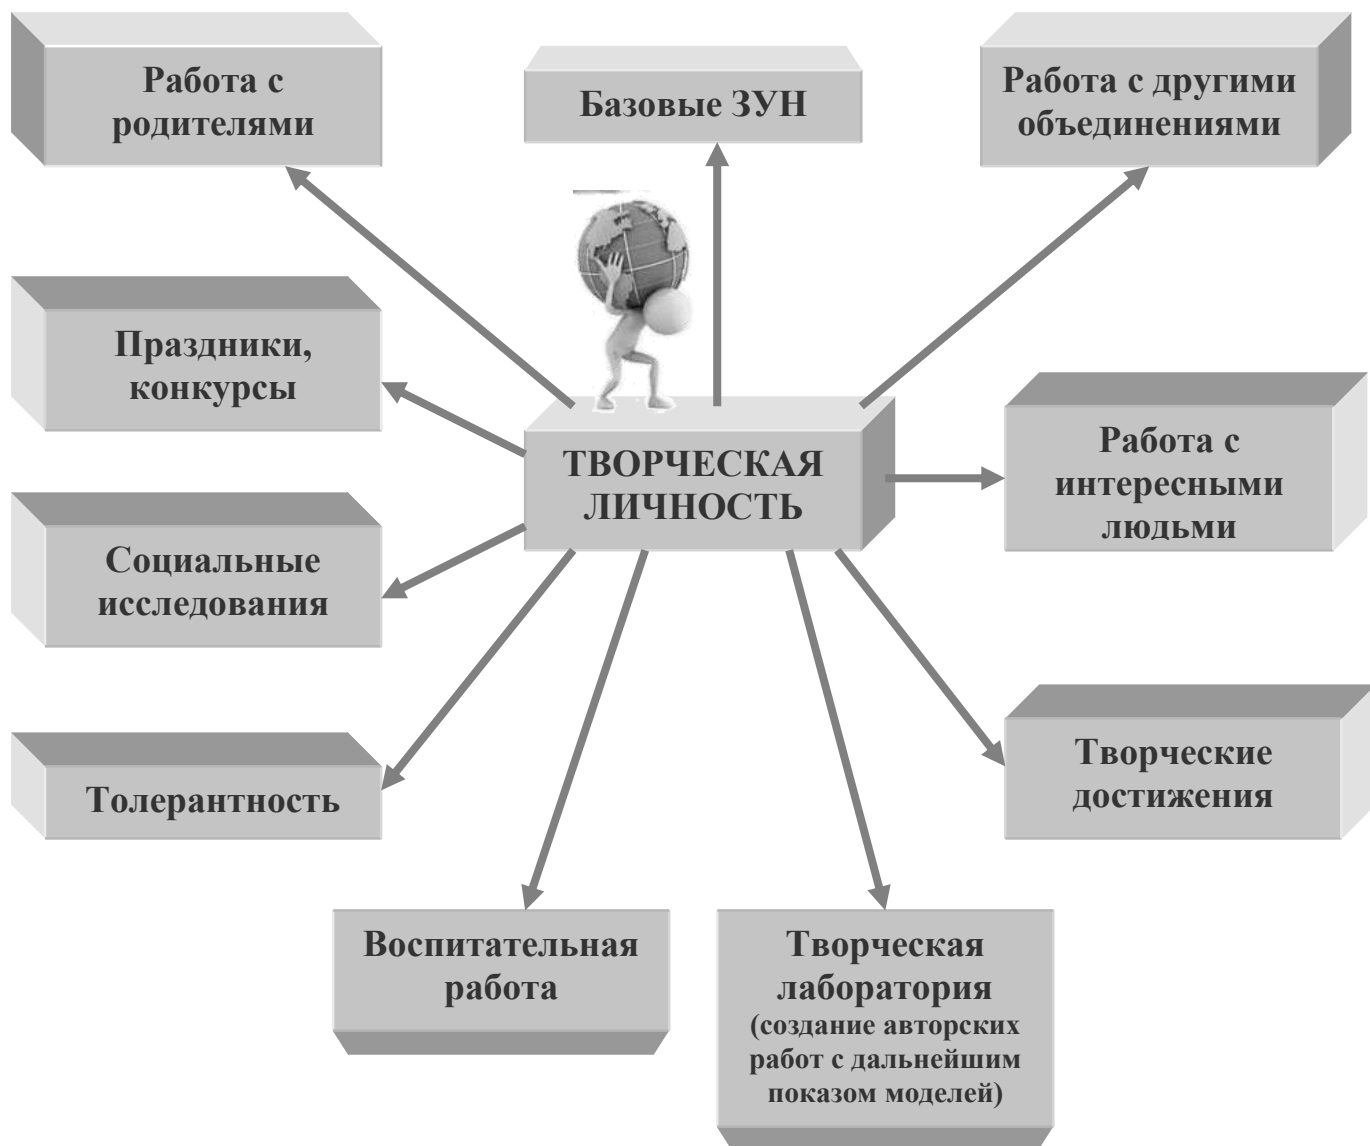 Работа с
родителями
Базовые ЗУН
Работа с другими
объединениями
Праздники,
конкурсы
ТВОРЧЕСКАЯ
ЛИЧНОСТЬ
Работа с
интересными
людьми
Социальные
исследования
Толерантность
Творческие
достижения
Воспитательная
работа
Творческая
лаборатория
(создание авторских
работ с дальнейшим
показом моделей)